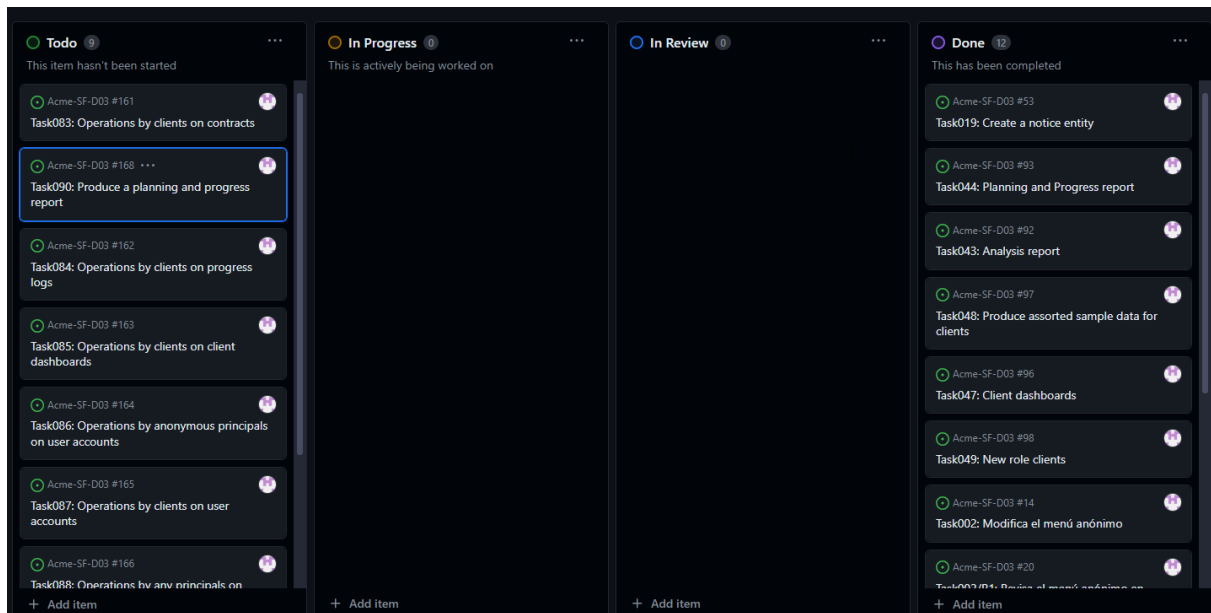 Todo 9
This item hasn't been started
Acme-SF-D03 #161
Task083: Operations by clients on contracts
Acme-SF-D03 #168
Task090: Produce a planning and progress
report
Acme-SF-D03 #162
Task084: Operations by clients on progress
logs
Acme-SF-D03 #163
Task085: Operations by clients on client
dashboards
Acme-SF-D03 #164
Task086: Operations by anonymous principals
on user accounts
Acme-SF-D03 #165
Task087: Operations by clients on user
accounts
Acme-SF-D03 #166
Task088: Operations by any principals on
+ Add item
In Progress 0
This is actively being worked on
+ Add item
In Review 0
+ Add item
Done 12
This has been completed
Acme-SF-D03 #53
Task019: Create a notice entity
Acme-SF-D03 #93
Task044: Planning and Progress report
Acme-SF-D03 #92
Task043: Analysis report
Acme-SF-D03 #97
Task048: Produce assorted sample data for
clients
Acme-SF-D03 #96
Task047: Client dashboards
Acme-SF-D03 #98
Task049: New role clients
Acme-SF-D03 #14
Task002: Modifica el menú anónimo
Acme-SF-D03 #20
Revisa el menú anónimo en
+ Add item